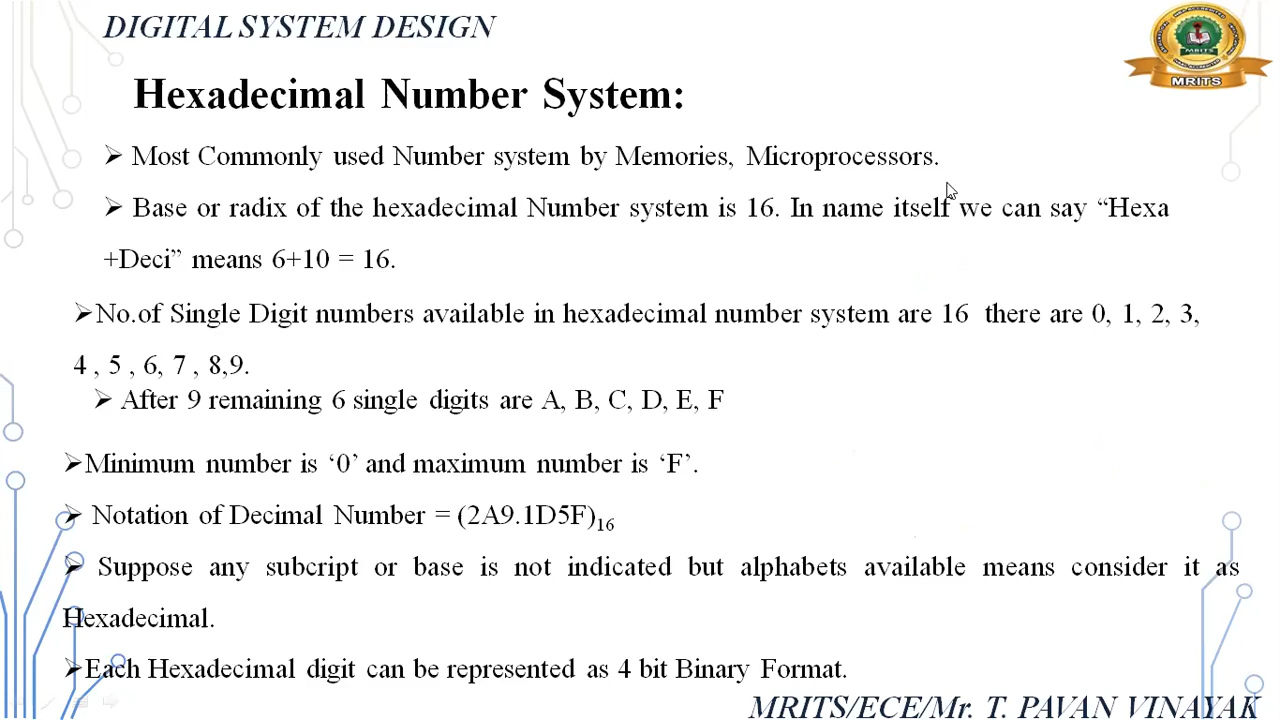 DIGITAL SYSTEM DESIGN
MRITS
Hexadecimal Number System:
➢ Most Commonly used Number system by Memories, Microprocessors.
➢ Base or radix of the hexadecimal Number system is 16. In name itself we can say “Hexa
+Deci” means 6+10 = 16.
➢No.of Single Digit numbers available in hexadecimal number system are 16 there are 0, 1, 2, 3,
4 , 5 , 6, 7 , 8,9.
➢ After 9 remaining 6 single digits are A, B, C, D, E, F
➢Minimum number is ‘0’ and maximum number is ‘F’.
➢ Notation of Decimal Number = (2A9.1D5F)₁₆
➢ Suppose any subcript or base is not indicated but alphabets available means consider it as
Hexadecimal.
➢Each Hexadecimal digit can be represented as 4 bit Binary Format.
MRITS/ECE/Mr. T. PAVAN VINAYAK